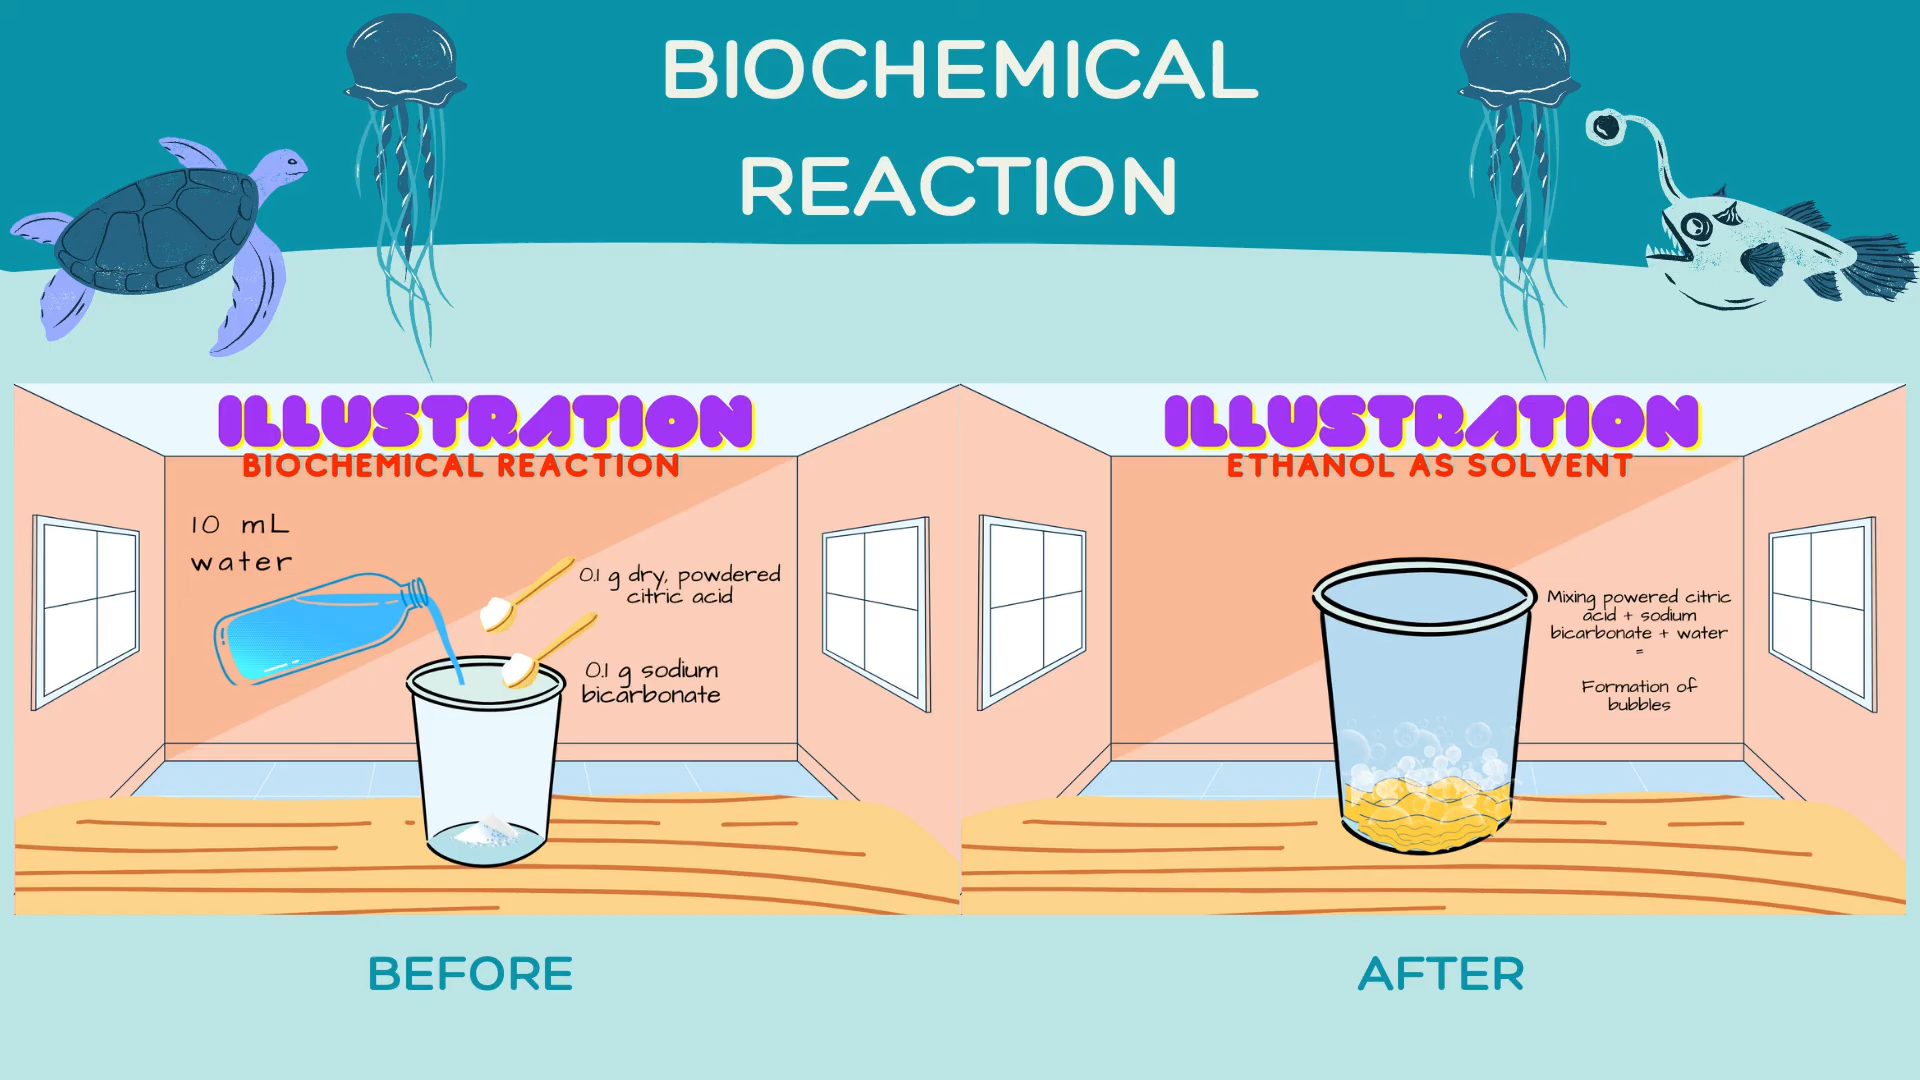 BIOCHEMICAL
REACTION
ILLUSTRATION
BIOCHEMICAL REACTION
10 mL
water
0.1 g dry, powdered
citric acid
0.1 g sodium
bicarbonate
ILLUSTRATION
ETHANOL AS SOLVENT
Mixing powered citric
acid + sodium
bicarbonate + water
=
Formation of
bubbles
BEFORE
AFTER